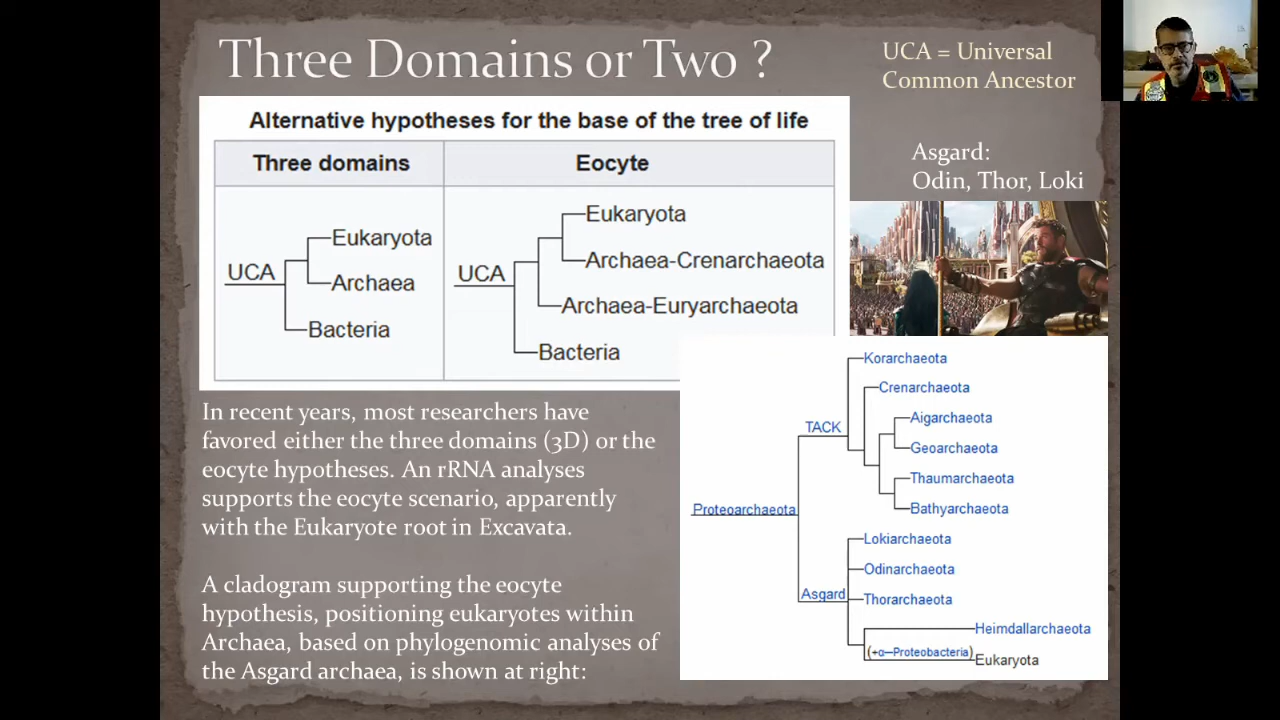 Three Domains or Two ?
UCA = Universal
Common Ancestor
Alternative hypotheses for the base of the tree of life
Three domains
Eocyte
UCA
Eukaryota
Archaea
Bacteria
UCA
Eukaryota
Archaea-Crenarchaeota
Archaea-Euryarchaeota
Bacteria
Asgard:
Odin, Thor, Loki
In recent years, most researchers have
favored either the three domains (3D) or the
eocyte hypotheses. An rRNA analyses
supports the eocyte scenario, apparently
with the Eukaryote root in Excavata.
A cladogram supporting the eocyte
hypothesis, positioning eukaryotes within
Archaea, based on phylogenomic analyses of
the Asgard archaea, is shown at right:
Proteoarchaeota
TACK
Korarchaeota
Crenarchaeota
Aigarchaeota
Geoarchaeota
Thaumarchaeota
Bathyarchaeota
Asgard
Lokiarchaeota
Odinarchaeota
Thorarchaeota
Heimdallarchaeota
(+α─Proteobacteria)
Eukaryota